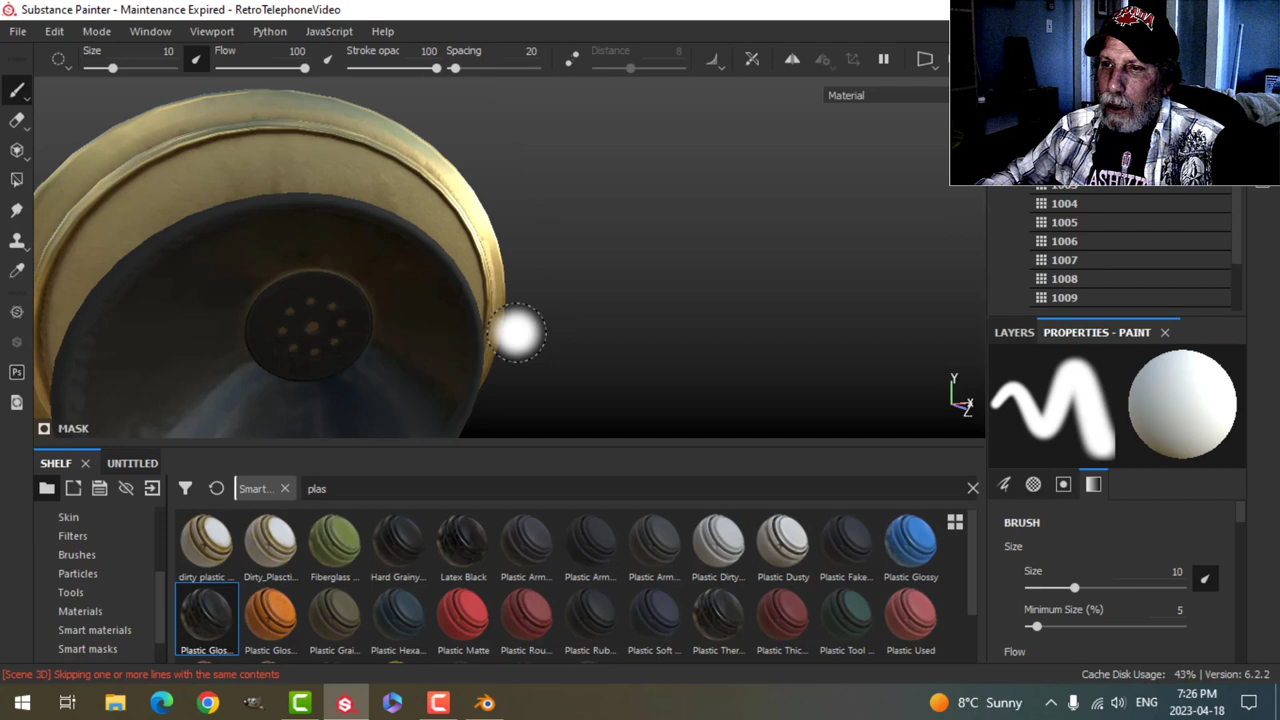 Substance Painter - Maintenance Expired - RetroTelephoneVideo
File Edit Mode Window Viewport Python JavaScript Help
Size 10 Flow 100 Stroke opac 100 Spacing 20 Distance 8
Material
1004
1005
1006
1007
1008
1009
MASK
LAYERS PROPERTIES - PAINT
BRUSH
Size
Size 10
Minimum Size (%) 5
Flow
SHELF UNTITLED
Smart... plas
Skin
Filters
Brushes
Particles
Tools
Materials
Smart materials
Smart masks
dirty plastic ... Dirty_Plascti... Fiberglass ... Hard Grainy... Latex Black Plastic Arm... Plastic Arm... Plastic Arm... Plastic Dirty... Plastic Dusty Plastic Fake... Plastic Glossy
Plastic Glos... Plastic Glos... Plastic Grai... Plastic Hexa... Plastic Matte Plastic Rou... Plastic Rub... Plastic Soft ... Plastic Ther... Plastic Thic... Plastic Tool ... Plastic Used
[Scene 3D] Skipping one or more lines with the same contents
Cache Disk Usage: 43% | Version: 6.2.2
8°C Sunny
ENG
7:26 PM
2023-04-18